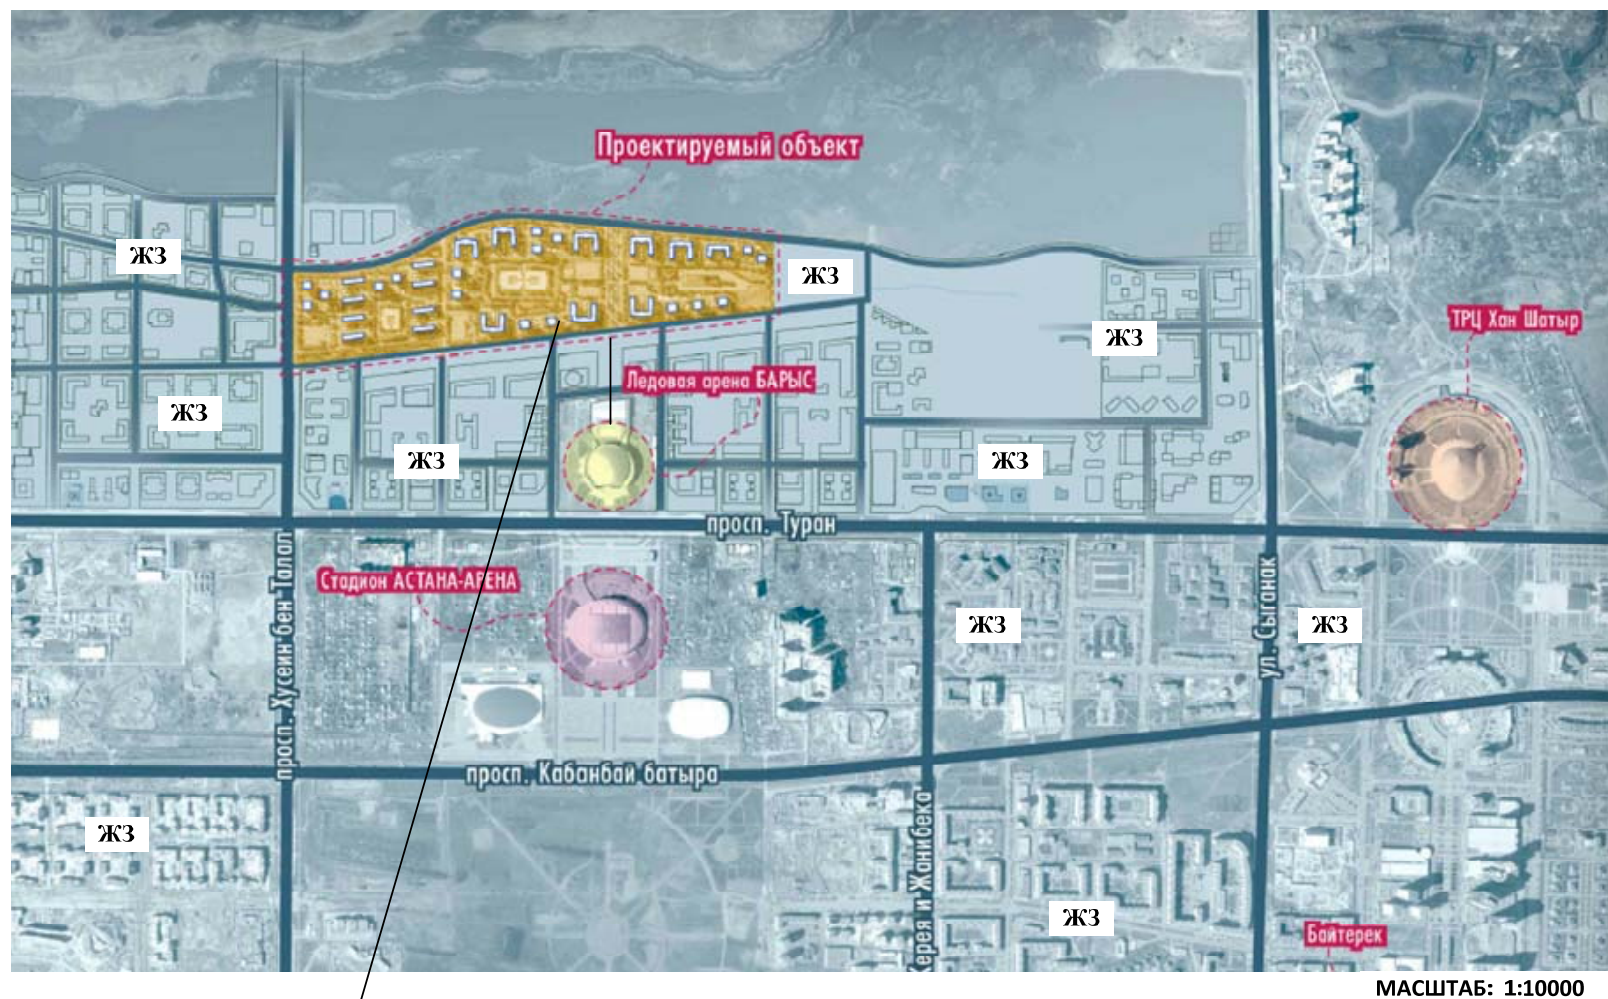 Проектируемый объект
ЖЗ
ЖЗ
ТРЦ Хан Шатыр
ЖЗ
Ледовая арена БАРЫС
ЖЗ
ЖЗ
ЖЗ
просп. Туран
Стадион АСТАНА-АРЕНА
просп. Хусеин бен Талал
ул. Сыганак
ЖЗ
ЖЗ
просп. Кабанбай батыра
ЖЗ
Керея и Жанибека
ЖЗ
Байтерек
МАСШТАБ: 1:10000